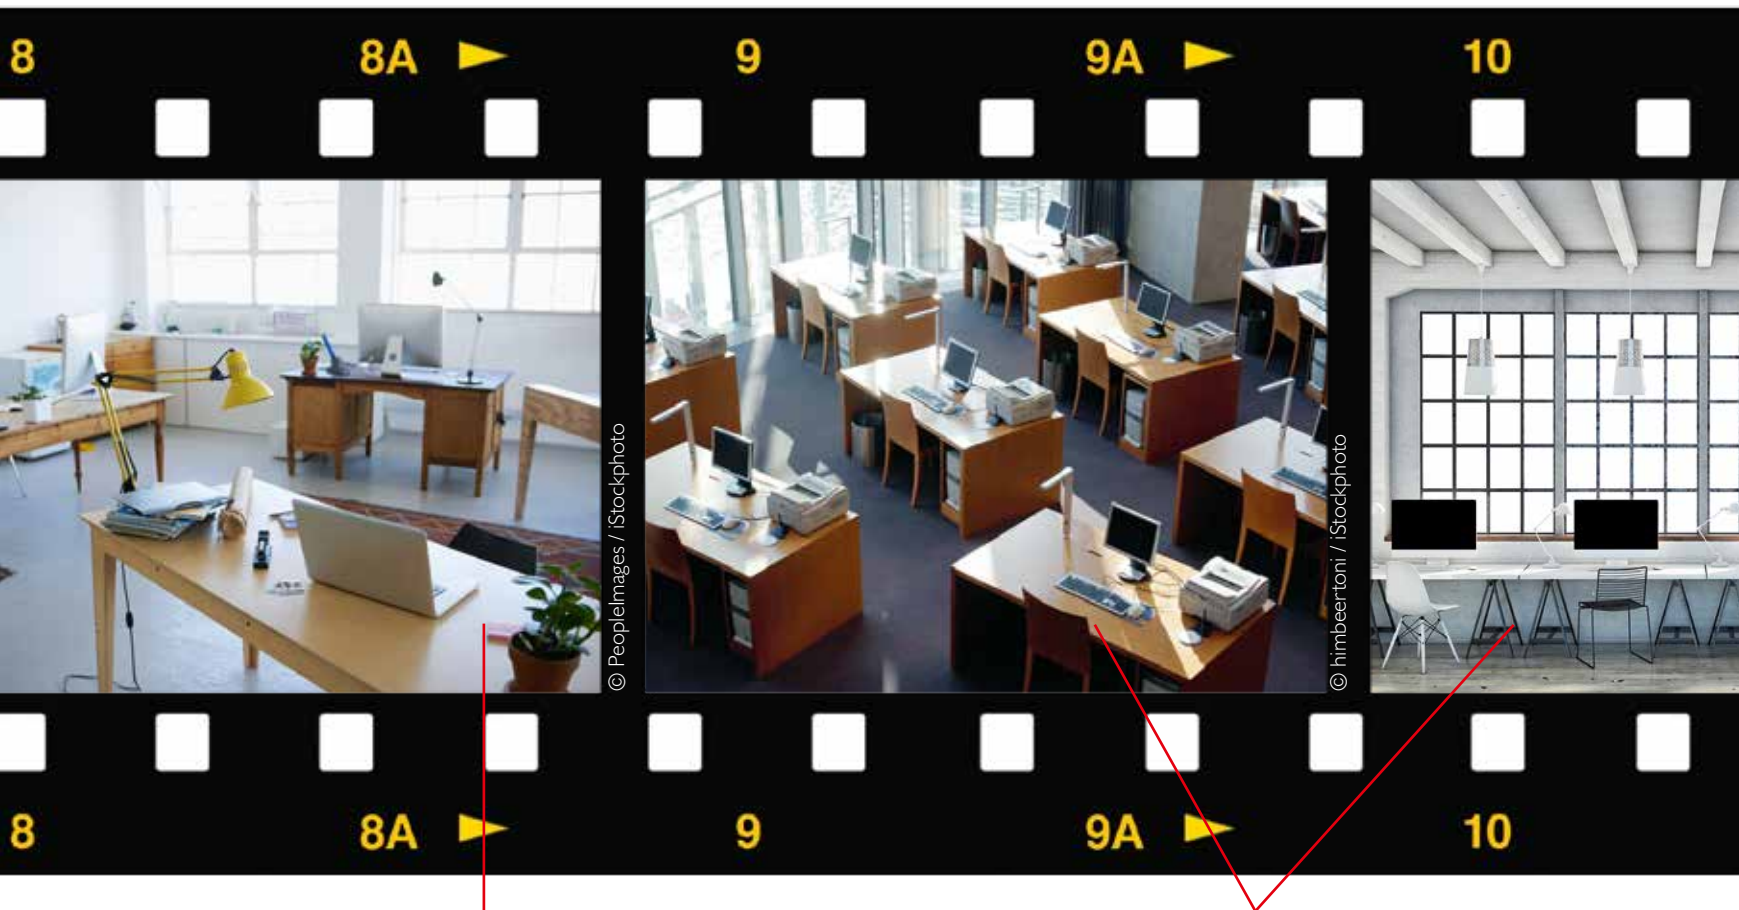 8 8A 9 9A 10
© PeopleImages / iStockphoto
© himbeertoni / iStockphoto
8 8A 9 9A 10